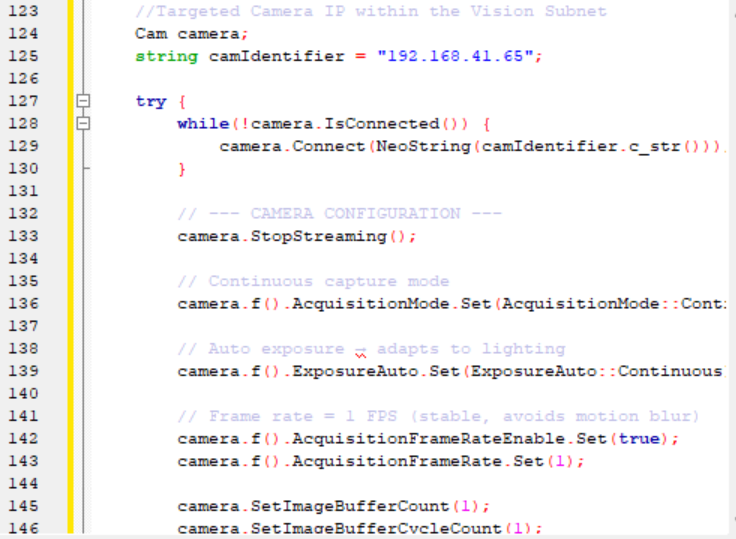 123 //Targeted Camera IP within the Vision Subnet
124 Cam camera;
125 string camIdentifier = "192.168.41.65";
126
127 try {
128 while(!camera.IsConnected()) {
129 camera.Connect(NeoString(camIdentifier.c_str()))
130 }
131
132 // --- CAMERA CONFIGURATION ---
133 camera.StopStreaming();
134
135 // Continuous capture mode
136 camera.f().AcquisitionMode.Set(AcquisitionMode::Cont
137
138 // Auto exposure → adapts to lighting
139 camera.f().ExposureAuto.Set(ExposureAuto::Continuous
140
141 // Frame rate = 1 FPS (stable, avoids motion blur)
142 camera.f().AcquisitionFrameRateEnable.Set(true);
143 camera.f().AcquisitionFrameRate.Set(1);
144
145 camera.SetImageBufferCount(1);
146 camera.SetImageBufferCycleCount(1);